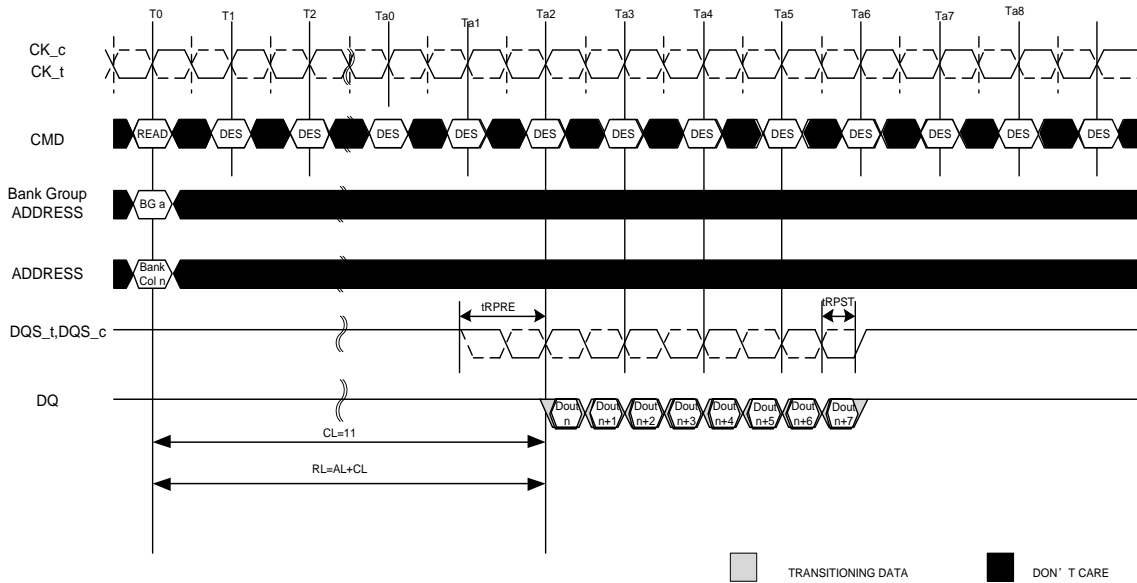 T0 T1 T2 Ta0 Ta1 Ta2 Ta3 Ta4 Ta5 Ta6 Ta7 Ta8
CK_c
CK_t
CMD READ DES DES DES DES DES DES DES DES DES DES DES DES
Bank Group
ADDRESS
BG a
ADDRESS
Bank
Col n
DQS_t,DQS_c
tRPRE
tRPST
DQ
Dout
n
Dout
n+1
Dout
n+2
Dout
n+3
Dout
n+4
Dout
n+5
Dout
n+6
Dout
n+7
CL=11
RL=AL+CL
TRANSITIONING DATA
DON’T CARE